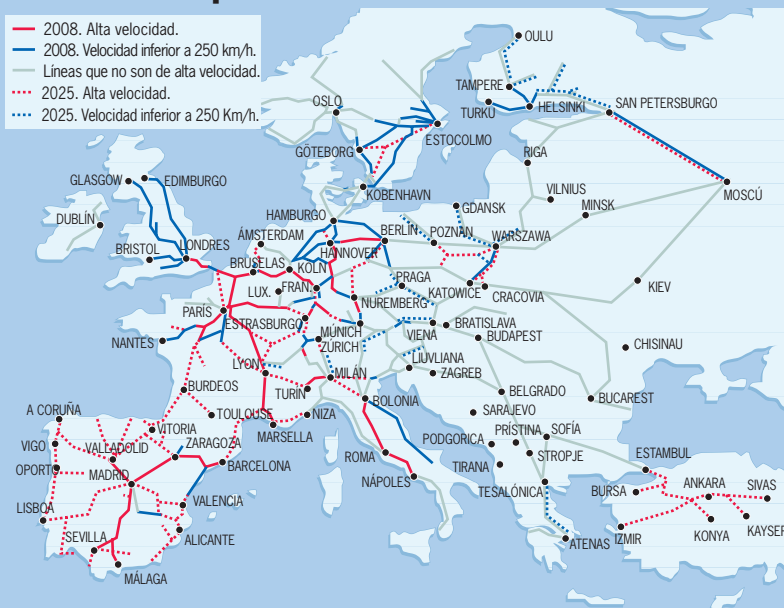 2008. Alta velocidad.
2008. Velocidad inferior a 250 km/h.
Líneas que no son de alta velocidad.
2025. Alta velocidad.
2025. Velocidad inferior a 250 Km/h.
OULU
TAMPERE
TURKU
HELSINKI
SAN PETERSBURGO
OSLO
ESTOCOLMO
GÖTEBORG
RIGA
MOSCÚ
GLASGOW
EDIMBURGO
KOBENHAVN
VILNIUS
MINSK
DUBLÍN
HAMBURGO
GDANSK
BRISTOL
LONDRES
ÁMSTERDAM
BERLÍN
POZNAN
WARSZAWA
HANNOVER
BRUSELAS
KÖLN
LUX.
FRAN.
PRAGA
KATOWICE
CRACOVIA
KIEV
NUREMBERG
PARÍS
ESTRASBURGO
MÚNICH
ZÚRICH
VIENA
BRATISLAVA
BUDAPEST
CHISINAU
NANTES
LYON
MILÁN
LIUVLIANA
ZAGREB
BURDEOS
TURÍN
BOLONIA
BELGRADO
BUCAREST
A CORUÑA
TOULOUSE
NIZA
MARSELLA
SARAJEVO
VITORIA
VIGO
VALLADOLID
ZARAGOZA
PODGORICA
PRÍSTINA
SOFÍA
STROPJE
ESTAMBUL
OPORTO
MADRID
BARCELONA
ROMA
TIRANA
NÁPOLES
TESALÓNICA
BURSA
ANKARA
SIVAS
LISBOA
VALENCIA
SEVILLA
ALICANTE
ATENAS
IZMIR
KONYA
KAYSER
MÁLAGA